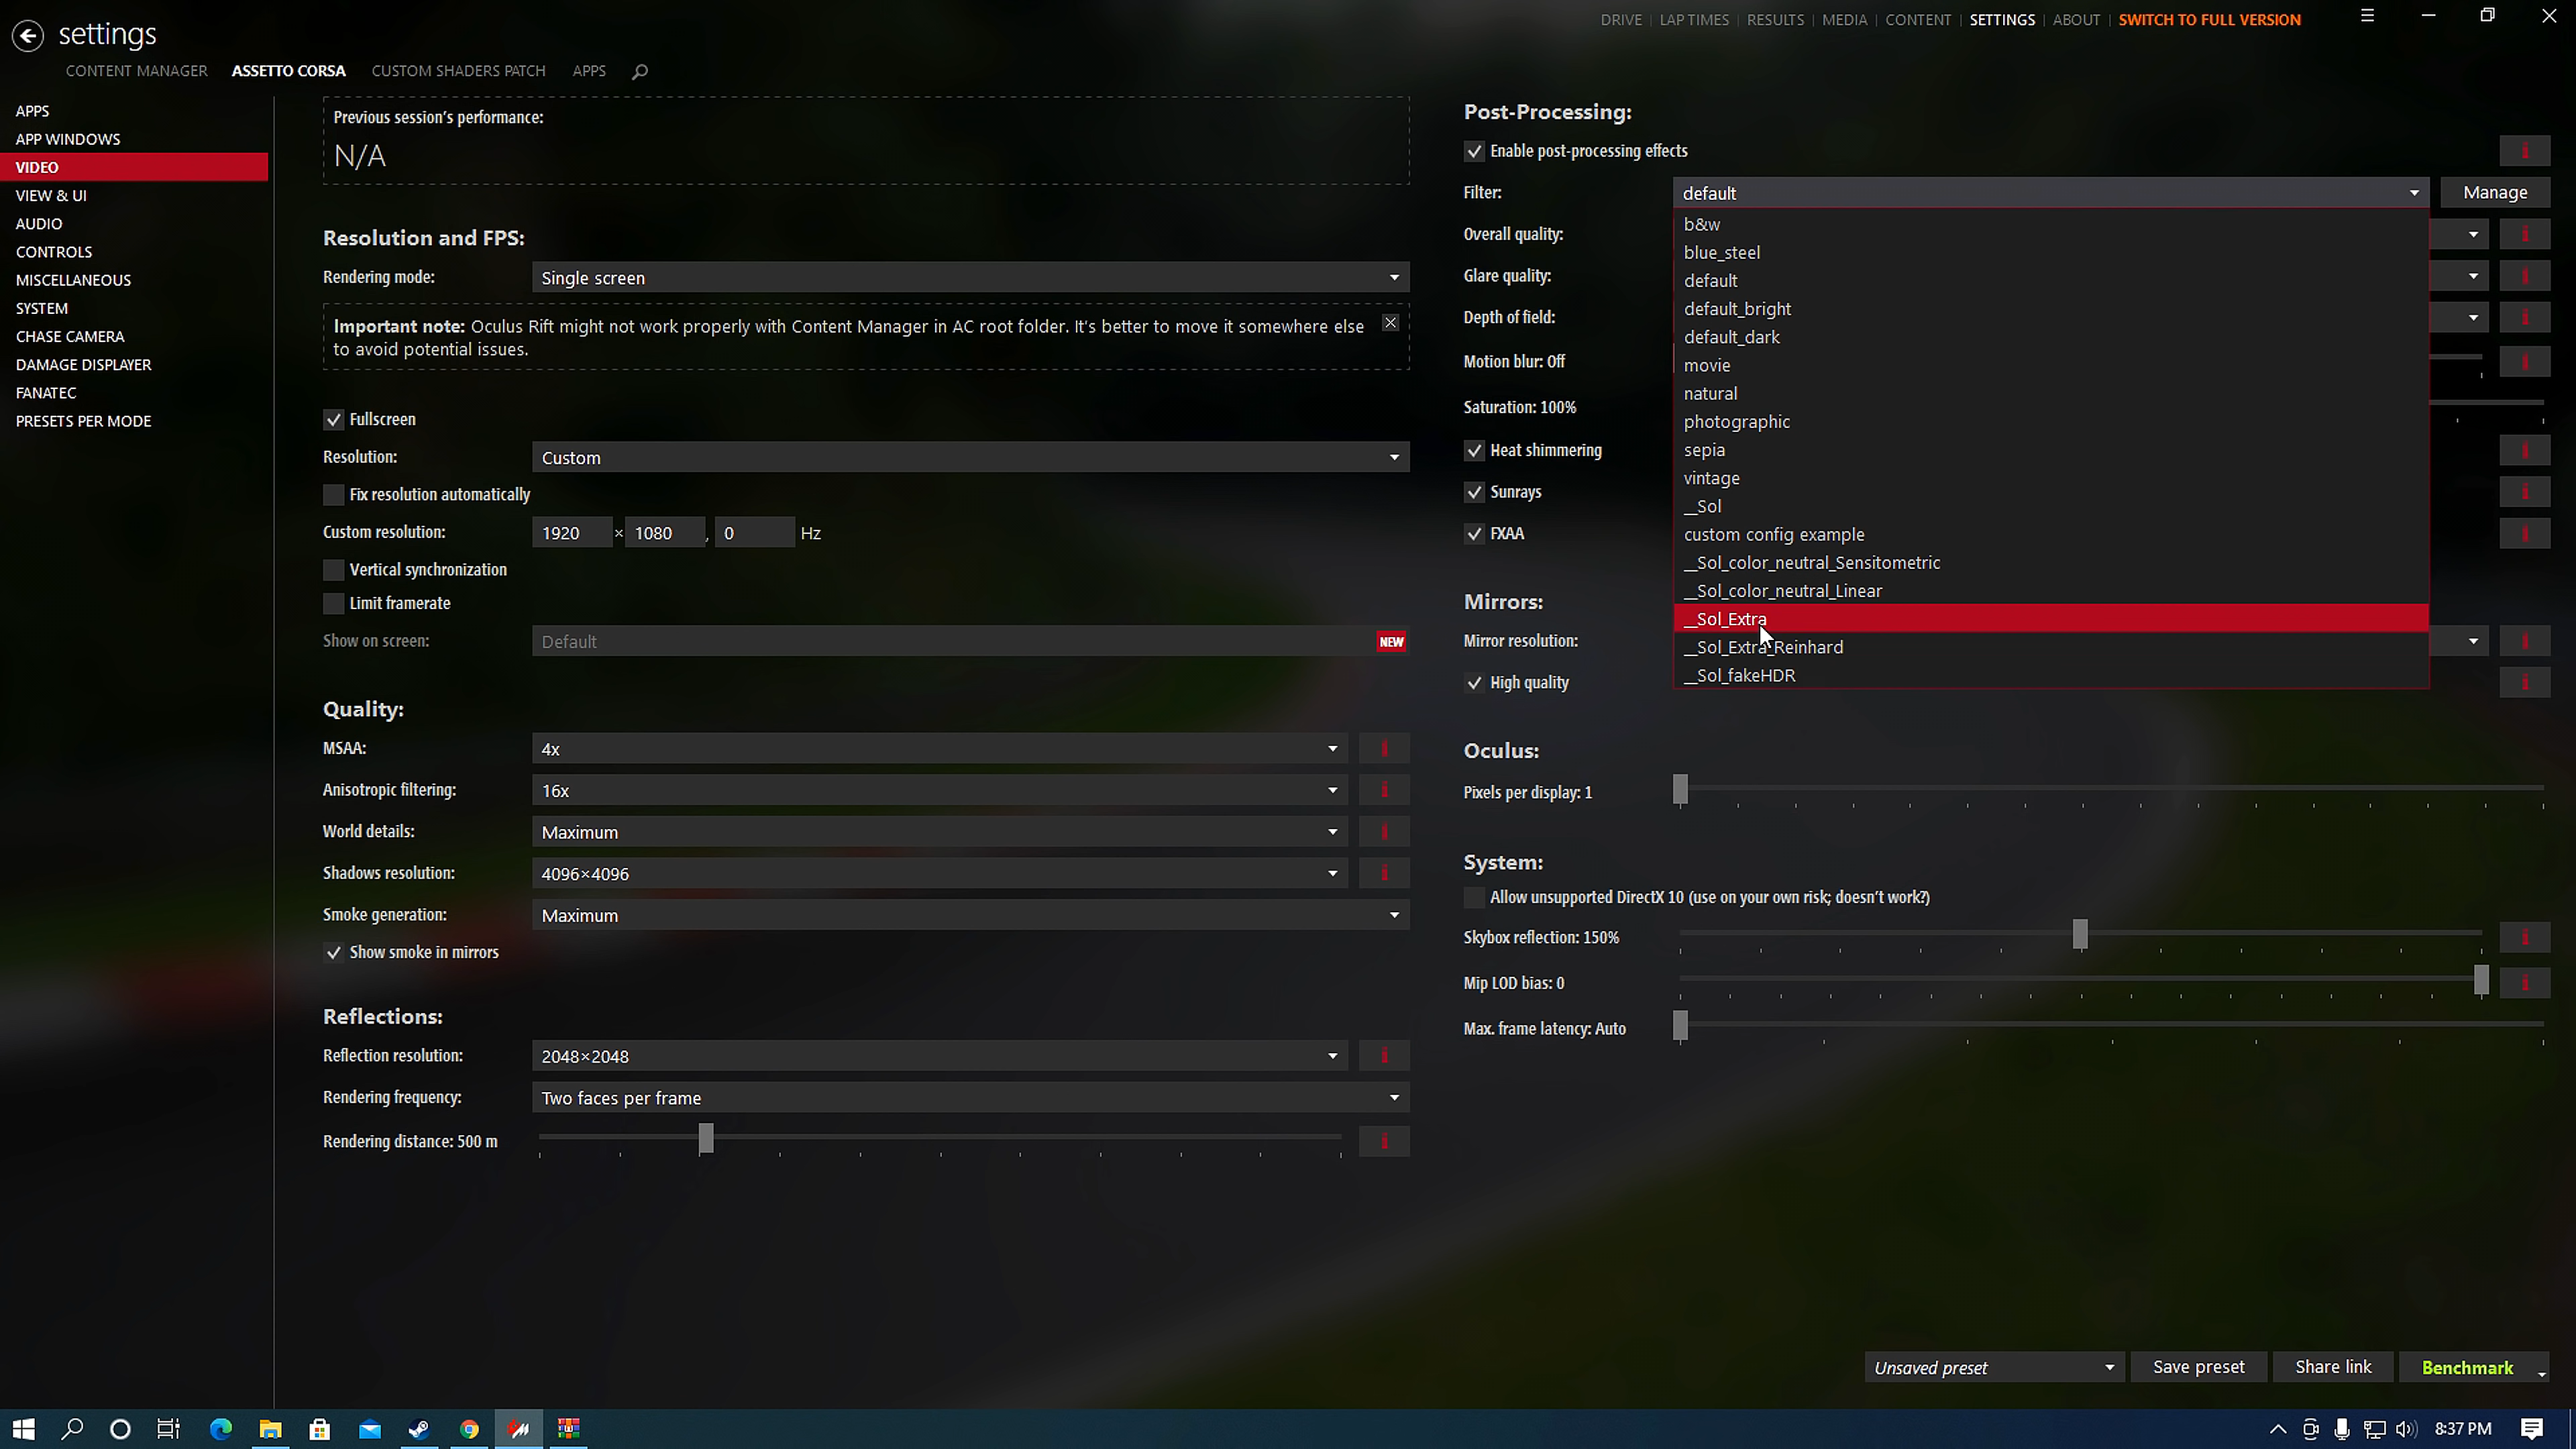 settings
DRIVE | LAP TIMES | RESULTS | MEDIA | CONTENT | SETTINGS | ABOUT | SWITCH TO FULL VERSION
CONTENT MANAGER ASSETTO CORSA CUSTOM SHADERS PATCH APPS
APPS
APP WINDOWS
VIDEO
VIEW & UI
AUDIO
CONTROLS
MISCELLANEOUS
SYSTEM
CHASE CAMERA
DAMAGE DISPLAYER
FANATEC
PRESETS PER MODE
Previous session's performance:
N/A
Resolution and FPS:
Rendering mode: Single screen
Important note: Oculus Rift might not work properly with Content Manager in AC root folder. It's better to move it somewhere else
to avoid potential issues.
Fullscreen
Resolution: Custom
Fix resolution automatically
Custom resolution: 1920 × 1080 , 0 Hz
Vertical synchronization
Limit framerate
Show on screen: Default NEW
Quality:
MSAA: 4x
Anisotropic filtering: 16x
World details: Maximum
Shadows resolution: 4096×4096
Smoke generation: Maximum
Show smoke in mirrors
Reflections:
Reflection resolution: 2048×2048
Rendering frequency: Two faces per frame
Rendering distance: 500 m
Post-Processing:
Enable post-processing effects
Filter: default Manage
Overall quality:
Glare quality:
Depth of field:
Motion blur: Off
Saturation: 100%
Heat shimmering
Sunrays
FXAA
b&w
blue_steel
default
default_bright
default_dark
movie
natural
photographic
sepia
vintage
__Sol
custom config example
__Sol_color_neutral_Sensitometric
__Sol_color_neutral_Linear
__Sol_Extra
__Sol_Extra_Reinhard
__Sol_fakeHDR
Mirrors:
Mirror resolution:
High quality
Oculus:
Pixels per display: 1
System:
Allow unsupported DirectX 10 (use on your own risk; doesn't work?)
Skybox reflection: 150%
Mip LOD bias: 0
Max. frame latency: Auto
Unsaved preset Save preset Share link Benchmark
8:37 PM